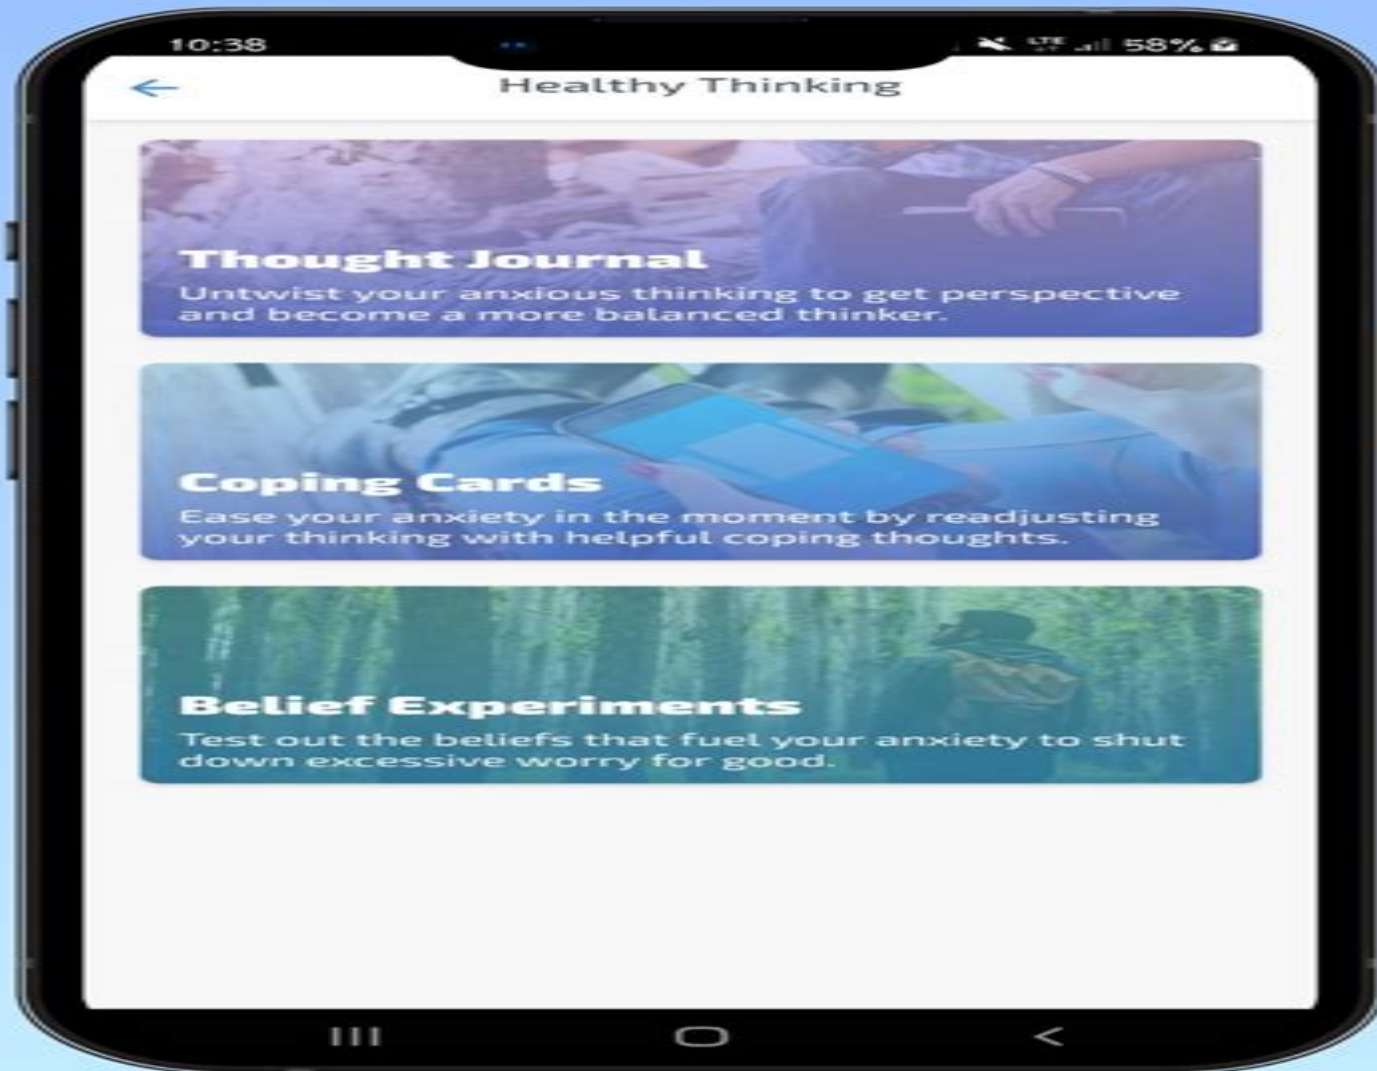 10:38
LTE
58%
Healthy Thinking
Thought Journal
Untwist your anxious thinking to get perspective
and become a more balanced thinker.
Coping Cards
Ease your anxiety in the moment by readjusting
your thinking with helpful coping thoughts.
Belief Experiments
Test out the beliefs that fuel your anxiety to shut
down excessive worry for good.